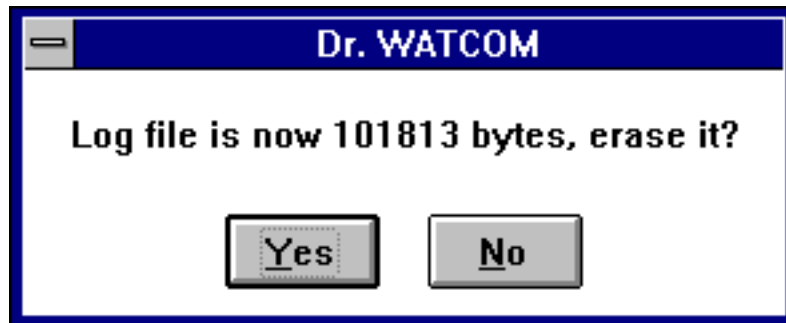 Dr. WATCOM
Log file is now 101813 bytes, erase it?
Yes No